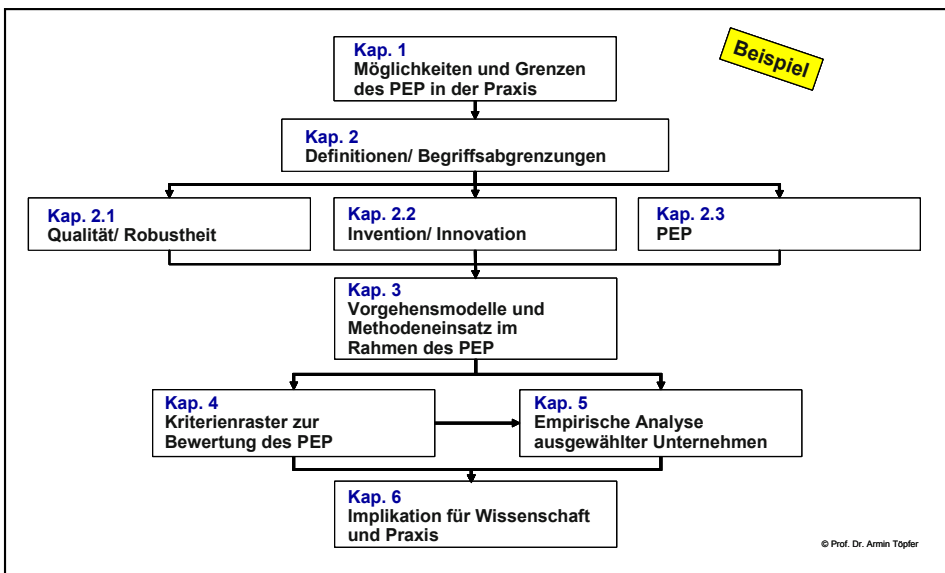 Kap. 1
Möglichkeiten und Grenzen
des PEP in der Praxis
Beispiel
Kap. 2
Definitionen/ Begriffsabgrenzungen
Kap. 2.1
Qualität/ Robustheit
Kap. 2.2
Invention/ Innovation
Kap. 2.3
PEP
Kap. 3
Vorgehensmodelle und
Methodeneinsatz im
Rahmen des PEP
Kap. 4
Kriterienraster zur
Bewertung des PEP
Kap. 5
Empirische Analyse
ausgewählter Unternehmen
Kap. 6
Implikation für Wissenschaft
und Praxis
© Prof. Dr. Armin Töpfer